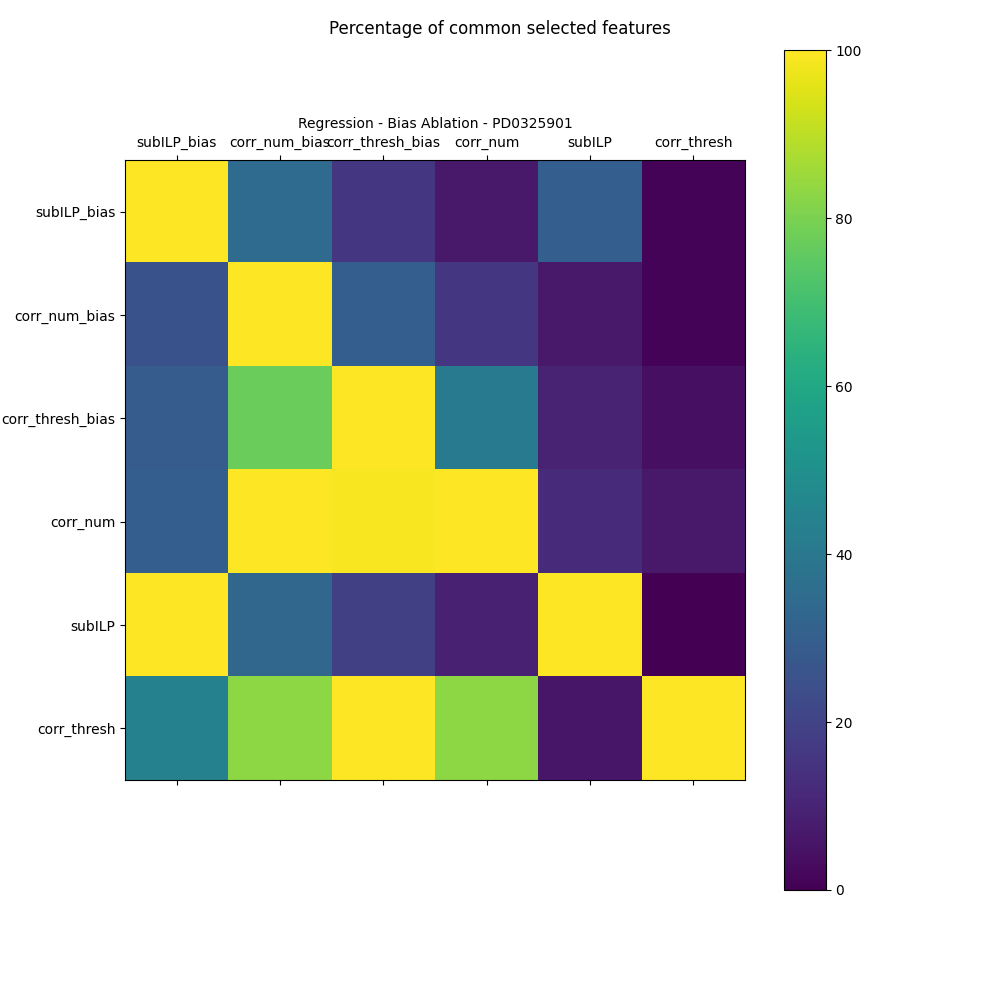 Percentage of common selected features
Regression - Bias Ablation - PD0325901
subILP_bias corr_num_bias corr_thresh_bias corr_num subILP corr_thresh
subILP_bias
corr_num_bias
corr_thresh_bias
corr_num
subILP
corr_thresh
100
80
60
40
20
0